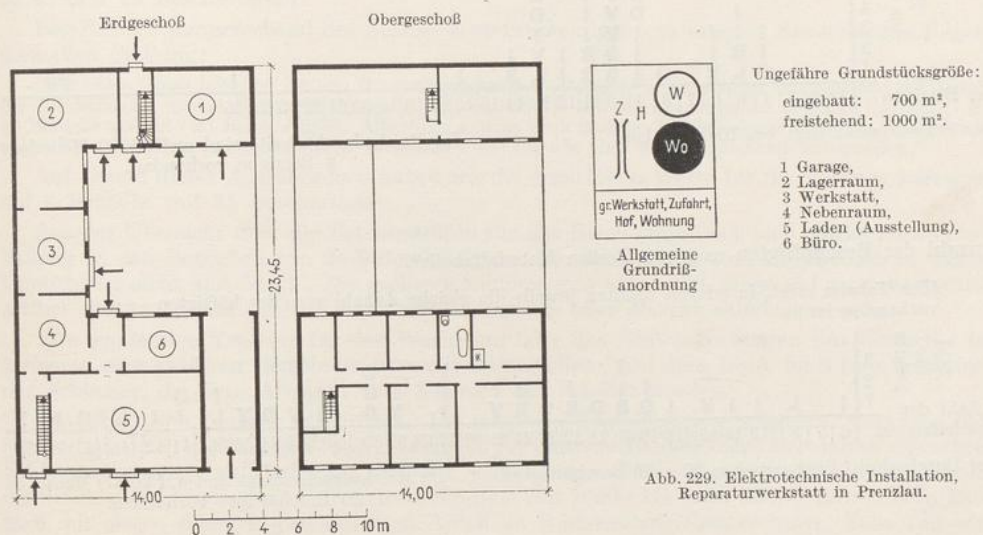 Erdgeschoß
Obergeschoß
2
1
3
4
6
5
23,45
14,00
14,00
0 2 4 6 8 10 m
W
Z H
Wo
gr. Werkstatt, Zufahrt,
Hof, Wohnung
Allgemeine
Grundriß-
anordnung
Ungefähre Grundstücksgröße:
eingebaut: 700 m²,
freistehend: 1000 m².
1 Garage,
2 Lagerraum,
3 Werkstatt,
4 Nebenraum,
5 Laden (Ausstellung),
6 Büro.
Abb. 229. Elektrotechnische Installation,
Reparaturwerkstatt in Prenzlau.